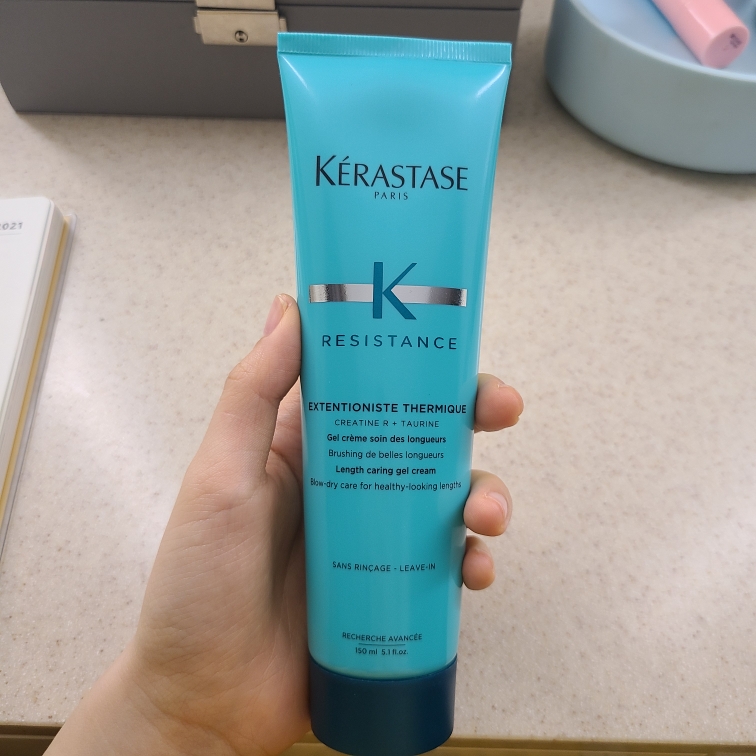 2021
KÉRASTASE
PARIS
K
RESISTANCE
EXTENTIONISTE THERMIQUE
CREATINE R + TAURINE
Gel crème soin des longueurs
Brushing de belles longueurs
Length caring gel cream
Blow-dry care for healthy-looking lengths
SANS RINÇAGE - LEAVE-IN
RECHERCHE AVANCÉE
150 ml 5.1 fl.oz.